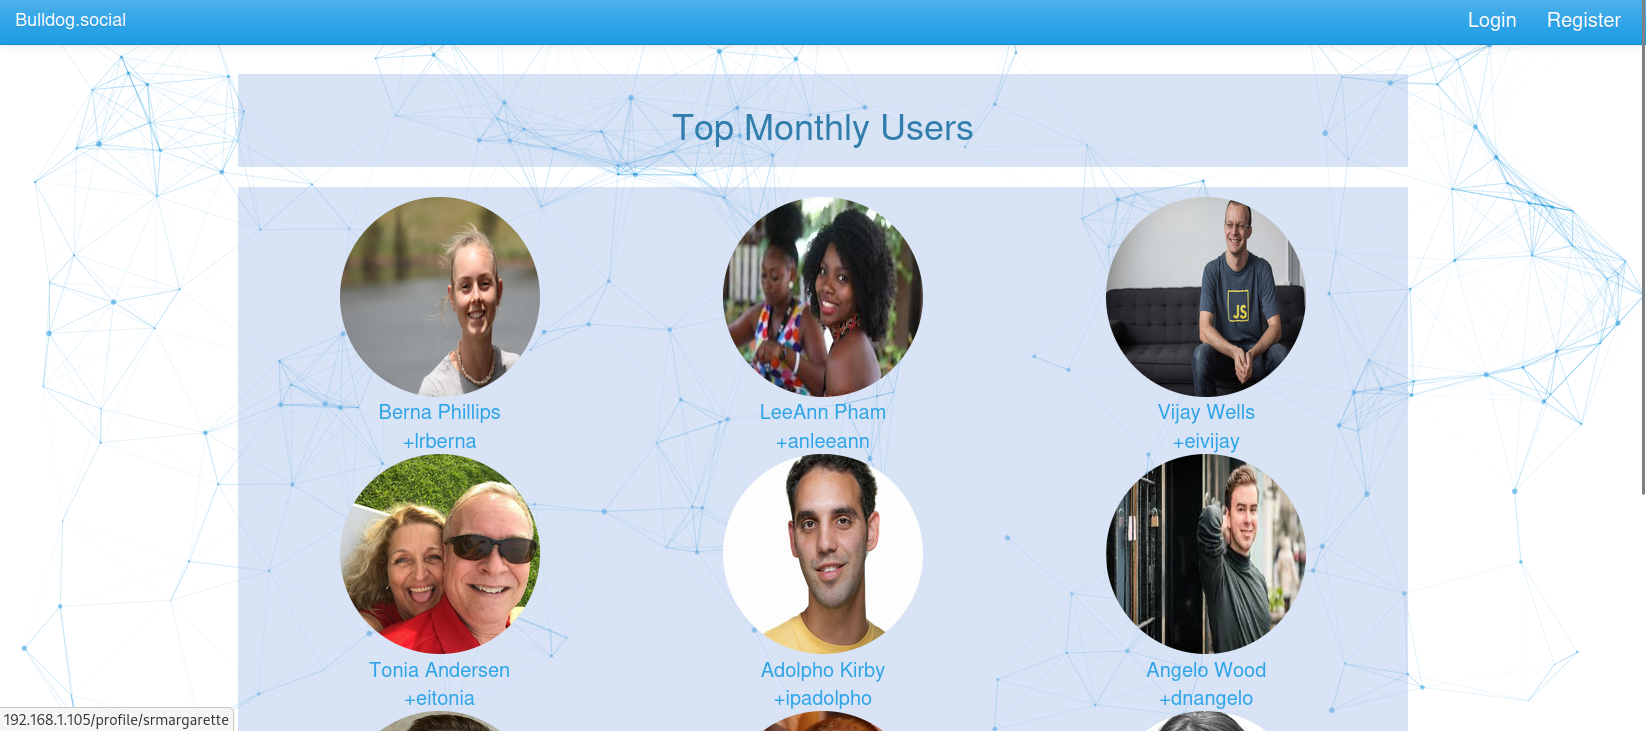 Bulldog.social
Login
Register
Top Monthly Users
JS
Berna Phillips
LeeAnn Pham
Vijay Wells
+lrberna
+anleeann
+eivijay
Tonia Andersen
Adolpho Kirby
Angelo Wood
+eitonia
+ipadolpho
+dnangelo
192.168.1.105/profile/srmargarette